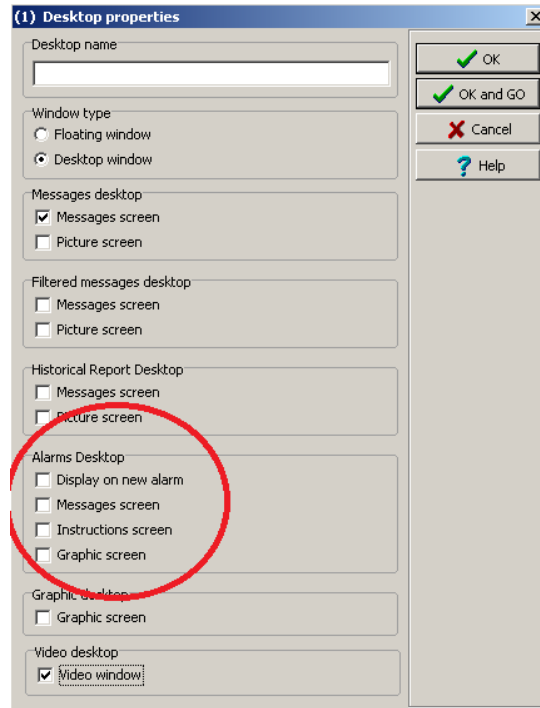 (1) Desktop properties
Desktop name
Window type
Floating window
Desktop window
Messages desktop
Messages screen
Picture screen
Filtered messages desktop
Messages screen
Picture screen
Historical Report Desktop
Messages screen
Picture screen
Alarms Desktop
Display on new alarm
Messages screen
Instructions screen
Graphic screen
Graphic desktop
Graphic screen
Video desktop
Video window
OK
OK and GO
Cancel
Help